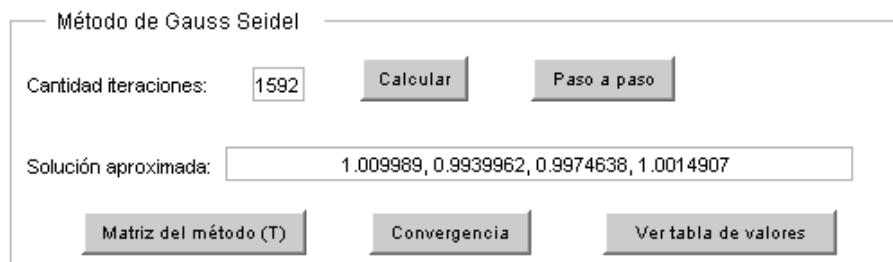 Método de Gauss Seidel
Cantidad iteraciones: 1592 Calcular Paso a paso
Solución aproximada: 1.009989, 0.9939962, 0.9974638, 1.0014907
Matriz del método (T) Convergencia Ver tabla de valores